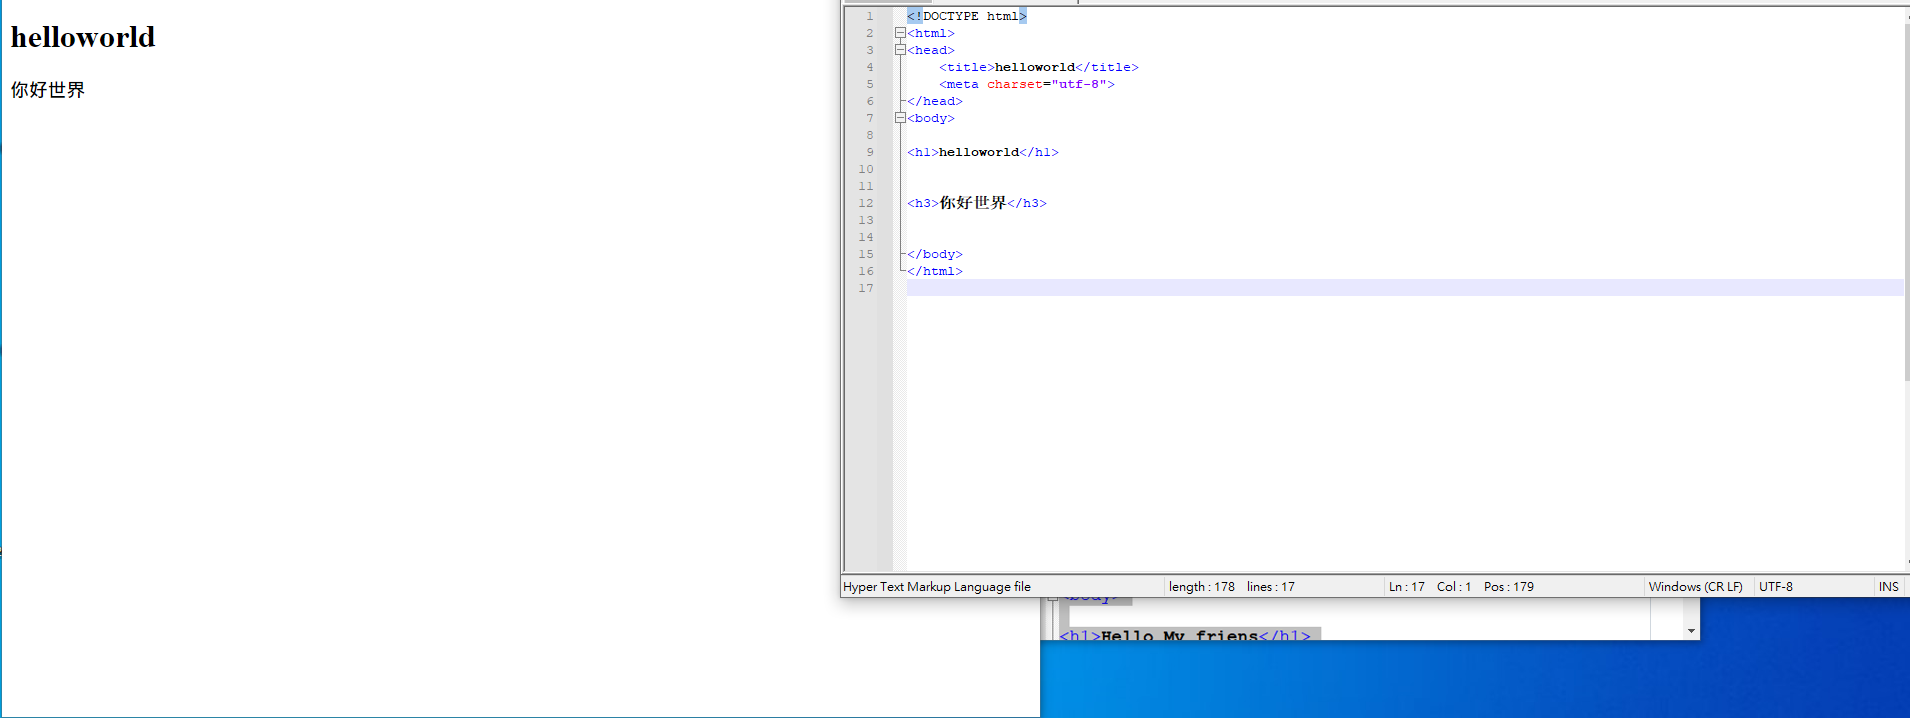 helloworld
你好世界
1 <!DOCTYPE html>
2 <html>
3 <head>
4 <title>helloworld</title>
5 <meta charset="utf-8">
6 </head>
7 <body>
8
9 <h1>helloworld</h1>
10
11
12 <h3>你好世界</h3>
13
14
15 </body>
16 </html>
17
Hyper Text Markup Language file length : 178 lines : 17 Ln : 17 Col : 1 Pos : 179 Windows (CR LF) UTF-8 INS
<body>
<h1>Hello My friens</h1>